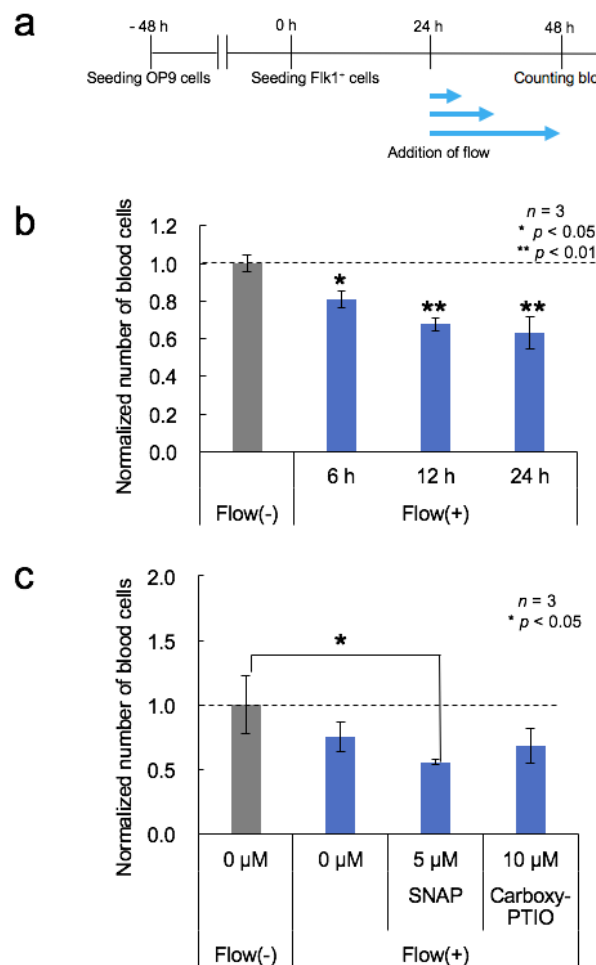 a
- 48 h 0 h 24 h 48 h
Seeding OP9 cells Seeding Flk1⁺ cells Counting blo
Addition of flow
b
Normalized number of blood cells
n = 3
* p < 0.05
** p < 0.01
1.2
1.0
0.8
0.6
0.4
0.2
0.0
* ** **
6 h 12 h 24 h
Flow(-) Flow(+)
c
Normalized number of blood cells
n = 3
* p < 0.05
2.0
1.5
1.0
0.5
0.0
*
0 µM 0 µM 5 µM 10 µM
SNAP Carboxy-
PTIO
Flow(-) Flow(+)